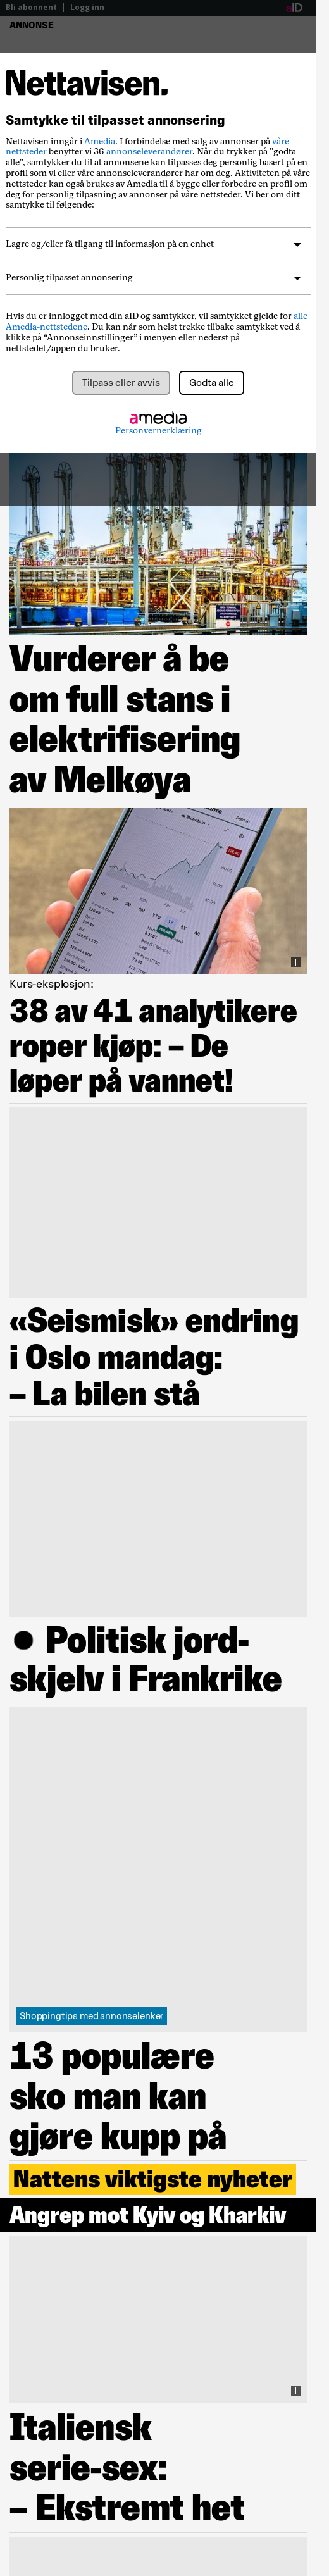 Bli abonnent | Logg inn
aID
ANNONSE
Nettavisen.
Samtykke til tilpasset annonsering
Nettavisen inngår i Amedia. I forbindelse med salg av annonser på våre
nettsteder benytter vi 36 annonseleverandører. Når du trykker på "godta
alle", samtykker du til at annonsene tilpasses deg personlig basert på en
profil som vi eller våre annonseleverandører har om deg. Aktiviteten på våre
nettsteder kan også brukes av Amedia til å bygge eller forbedre en profil om
deg for personlig tilpasning av annonser på våre nettsteder. Vi ber om ditt
samtykke til følgende:
Lagre og/eller få tilgang til informasjon på en enhet
Personlig tilpasset annonsering
Hvis du er innlogget med din aID og samtykker, vil samtykket gjelde for alle
Amedia-nettstedene. Du kan når som helst trekke tilbake samtykket ved å
klikke på “Annonseinnstillinger” i menyen eller nederst på
nettstedet/appen du bruker.
Tilpass eller avvis
Godta alle
amedia
Personvernerklæring
Vurderer å be
om full stans i
elektrifisering
av Melkøya
Kurs-eksplosjon:
38 av 41 analytikere
roper kjøp: – De
løper på vannet!
«Seismisk» endring
i Oslo mandag:
– La bilen stå
● Politisk jord-
skjelv i Frankrike
Shoppingtips med annonselenker
13 populære
sko man kan
gjøre kupp på
Nattens viktigste nyheter
Angrep mot Kyiv og Kharkiv
Italiensk
serie-sex:
– Ekstremt het